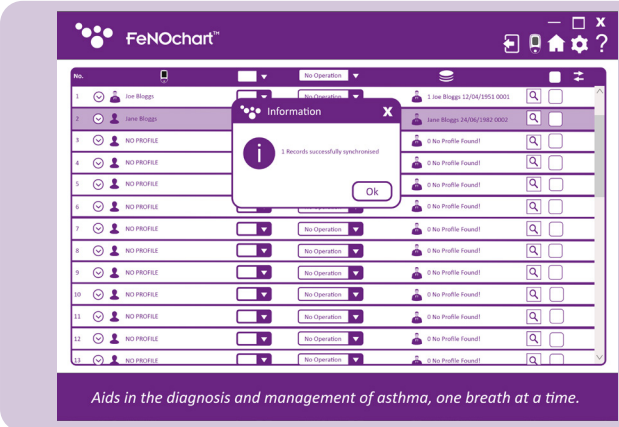 FeNOchart™
?
No.
No Operation
1 Joe Bloggs No Operation 1 Joe Bloggs 12/04/1951 0001
2 Jane Bloggs Jane Bloggs 24/06/1982 0002
3 NO PROFILE 0 No Profile Found!
4 NO PROFILE 0 No Profile Found!
5 NO PROFILE 0 No Profile Found!
6 NO PROFILE No Operation 0 No Profile Found!
7 NO PROFILE No Operation 0 No Profile Found!
8 NO PROFILE No Operation 0 No Profile Found!
9 NO PROFILE No Operation 0 No Profile Found!
10 NO PROFILE No Operation 0 No Profile Found!
11 NO PROFILE No Operation 0 No Profile Found!
12 NO PROFILE No Operation 0 No Profile Found!
13 NO PROFILE No Operation 0 No Profile Found!
Information X
1 Records successfully synchronised
Ok
Aids in the diagnosis and management of asthma, one breath at a time.